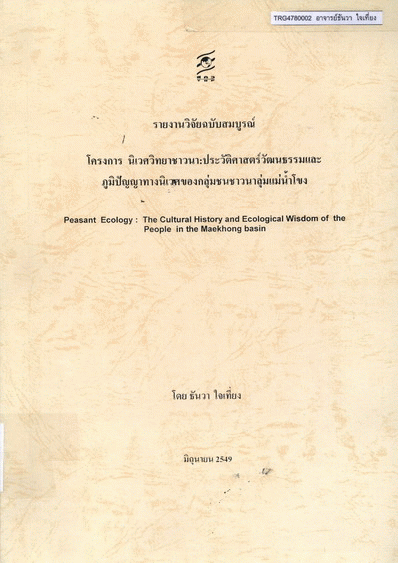 TRG4780002 อาจารย์ธันวา ใจเที่ยง
รายงานวิจัยฉบับสมบูรณ์
โครงการ นิเวศวิทยาชาวนา:ประวัติศาสตร์วัฒนธรรมและ
ภูมิปัญญาทางนิเวศของกลุ่มชนชาวนาลุ่มแม่น้ำโขง
Peasant Ecology : The Cultural History and Ecological Wisdom of the
People in the Maekhong basin
โดย ธันวา ใจเที่ยง
มิถุนายน 2549